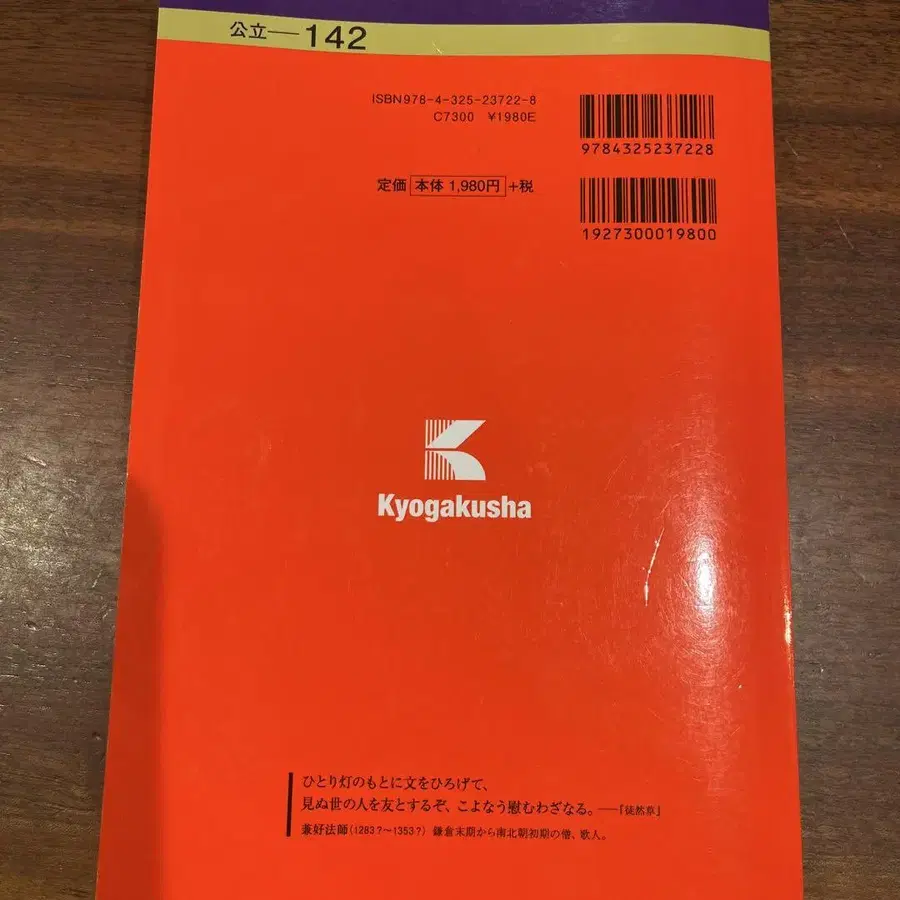 公立―142
ISBN978-4-325-23722-8
C7300 ¥1980E
9784325237228
定価 本体 1,980円 +税
1927300019800
Kyogakusha
ひとり灯のもとに文をひろげて、
見ぬ世の人を友とするぞ、こよなう慰むわざなる。――『徒然草』
兼好法師(1283?~1353?) 鎌倉末期から南北朝初期の僧、歌人。